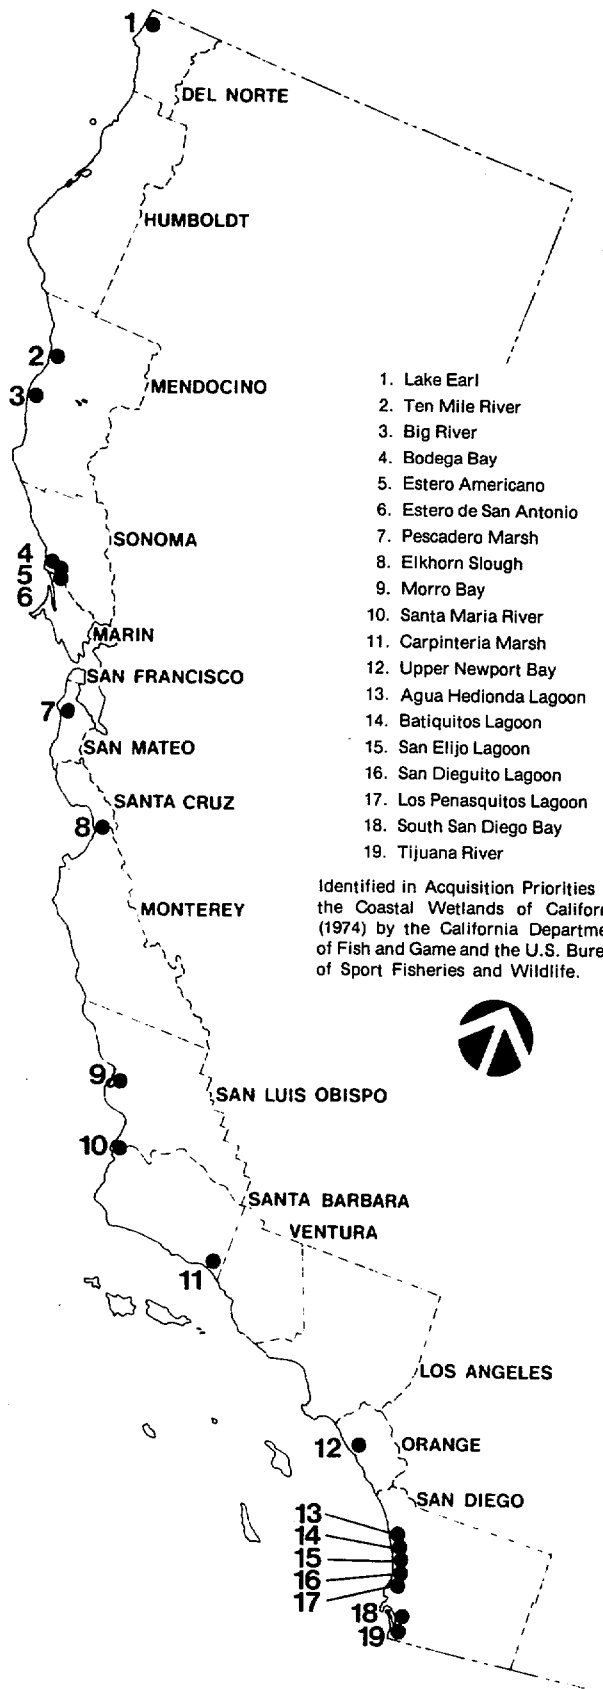 1
DEL NORTE
HUMBOLDT
2
MENDOCINO
3
1. Lake Earl
2. Ten Mile River
3. Big River
4. Bodega Bay
5. Estero Americano
6. Estero de San Antonio
7. Pescadero Marsh
8. Elkhorn Slough
9. Morro Bay
10. Santa Maria River
11. Carpinteria Marsh
12. Upper Newport Bay
13. Agua Hedionda Lagoon
14. Batiquitos Lagoon
15. San Elijo Lagoon
16. San Dieguito Lagoon
17. Los Penasquitos Lagoon
18. South San Diego Bay
19. Tijuana River
Identified in Acquisition Priorities
the Coastal Wetlands of Califor
(1974) by the California Departme
of Fish and Game and the U.S. Bure
of Sport Fisheries and Wildlife.
SONOMA
4
5
6
MARIN
SAN FRANCISCO
7
SAN MATEO
SANTA CRUZ
8
MONTEREY
9
SAN LUIS OBISPO
10
SANTA BARBARA
VENTURA
11
LOS ANGELES
12
ORANGE
SAN DIEGO
13
14
15
16
17
18
19